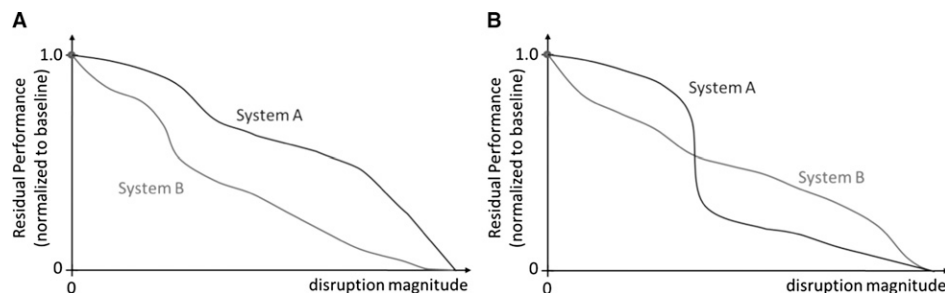 A
Residual Performance
(normalized to baseline)
1.0
System A
System B
0
0
disruption magnitude
B
Residual Performance
(normalized to baseline)
1.0
System A
System B
0
0
disruption magnitude